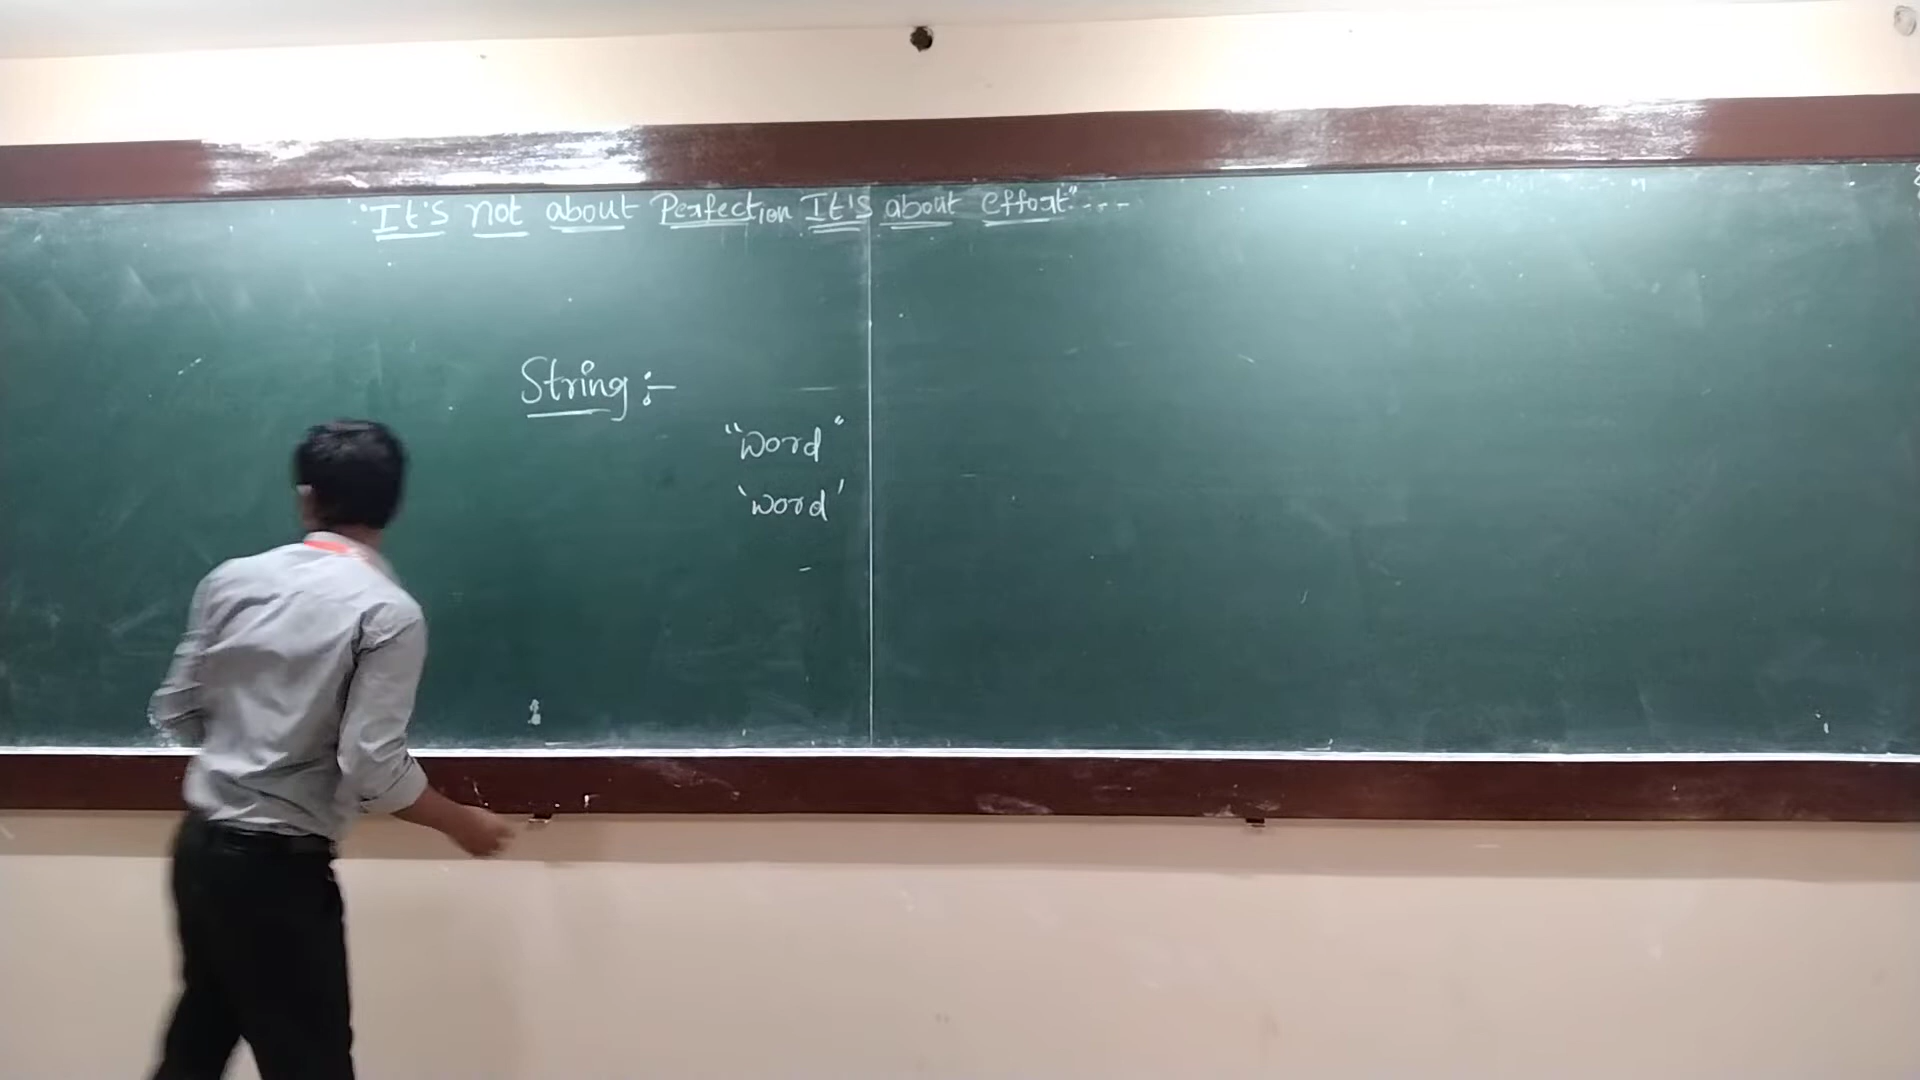 "It's not about Perfection It's about effort"----
String :-
"Word"
'word'